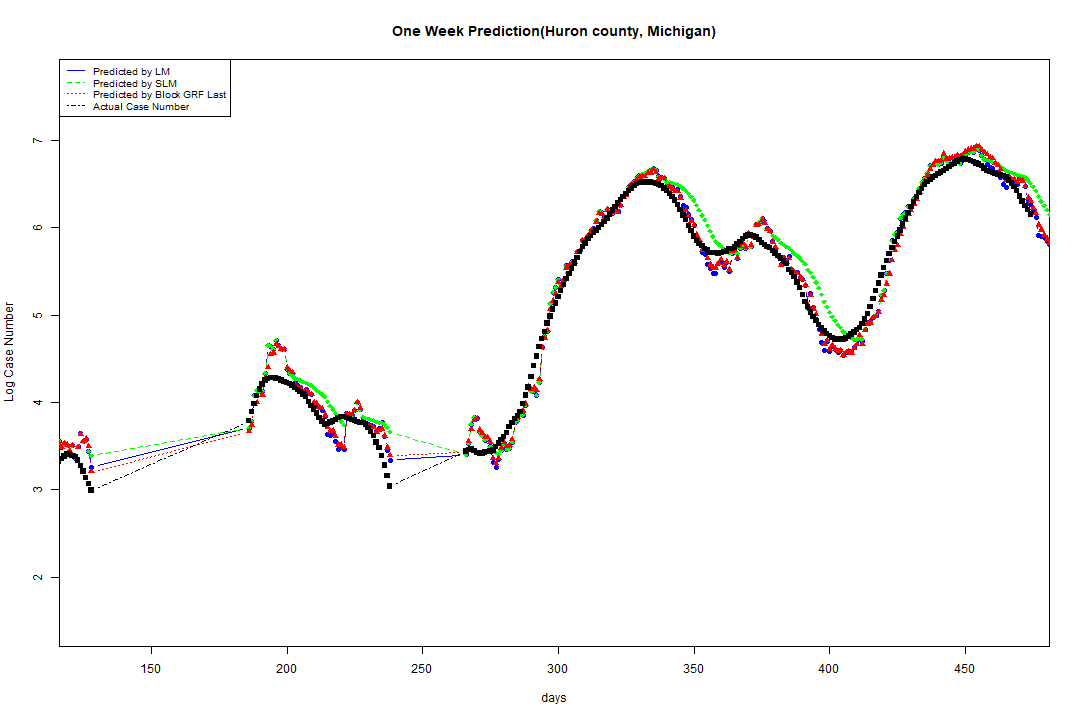 One Week Prediction(Huron county, Michigan)
Predicted by LM
Predicted by SLM
Predicted by Block GRF Last
Actual Case Number
Log Case Number
7
6
5
4
3
2
150 200 250 300 350 400 450
days